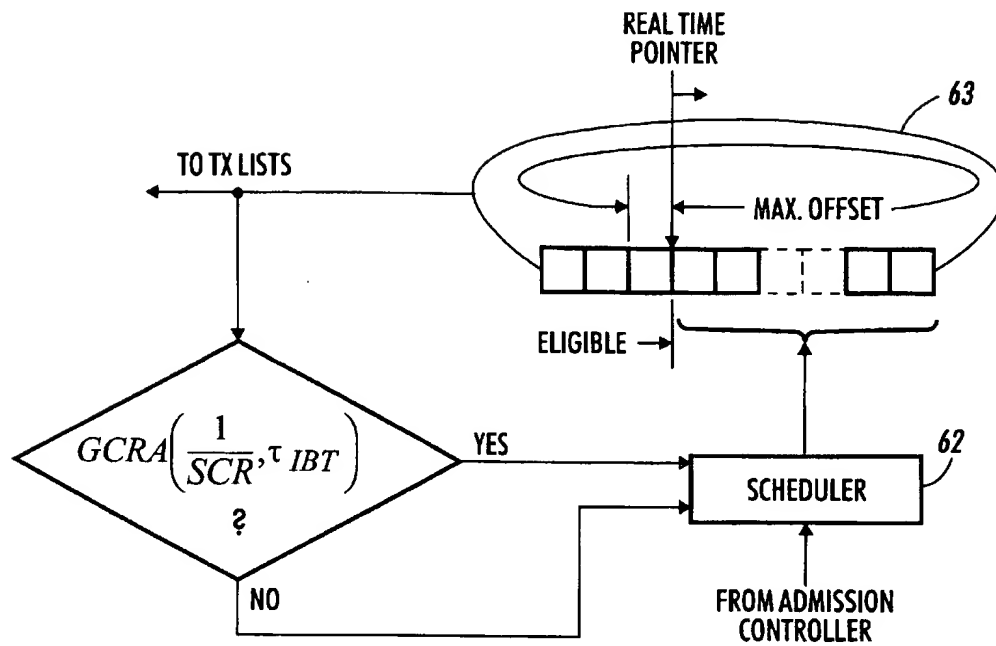 REAL TIME
POINTER
63
TO TX LISTS
MAX. OFFSET
ELIGIBLE
GCRA(1/SCR, τ IBT)
?
YES
62
SCHEDULER
NO
FROM ADMISSION
CONTROLLER